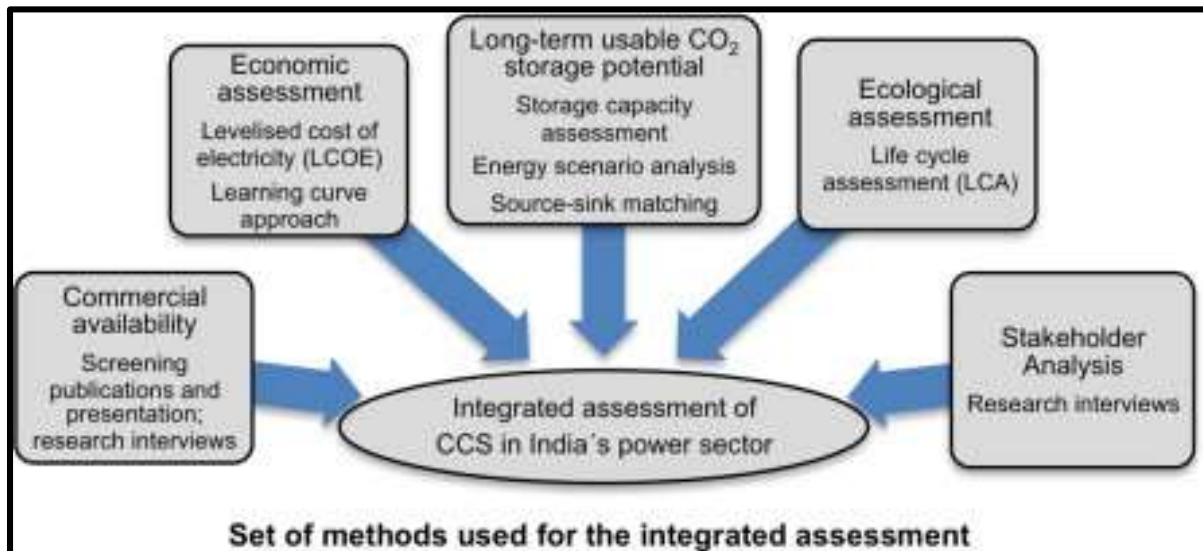 Economic
assessment
Levelised cost of
electricity (LCOE)
Learning curve
approach
Long-term usable CO₂
storage potential
Storage capacity
assessment
Energy scenario analysis
Source-sink matching
Ecological
assessment
Life cycle
assessment (LCA)
Commercial
availability
Screening
publications and
presentation;
research interviews
Stakeholder
Analysis
Research interviews
Integrated assessment of
CCS in India´s power sector
Set of methods used for the integrated assessment